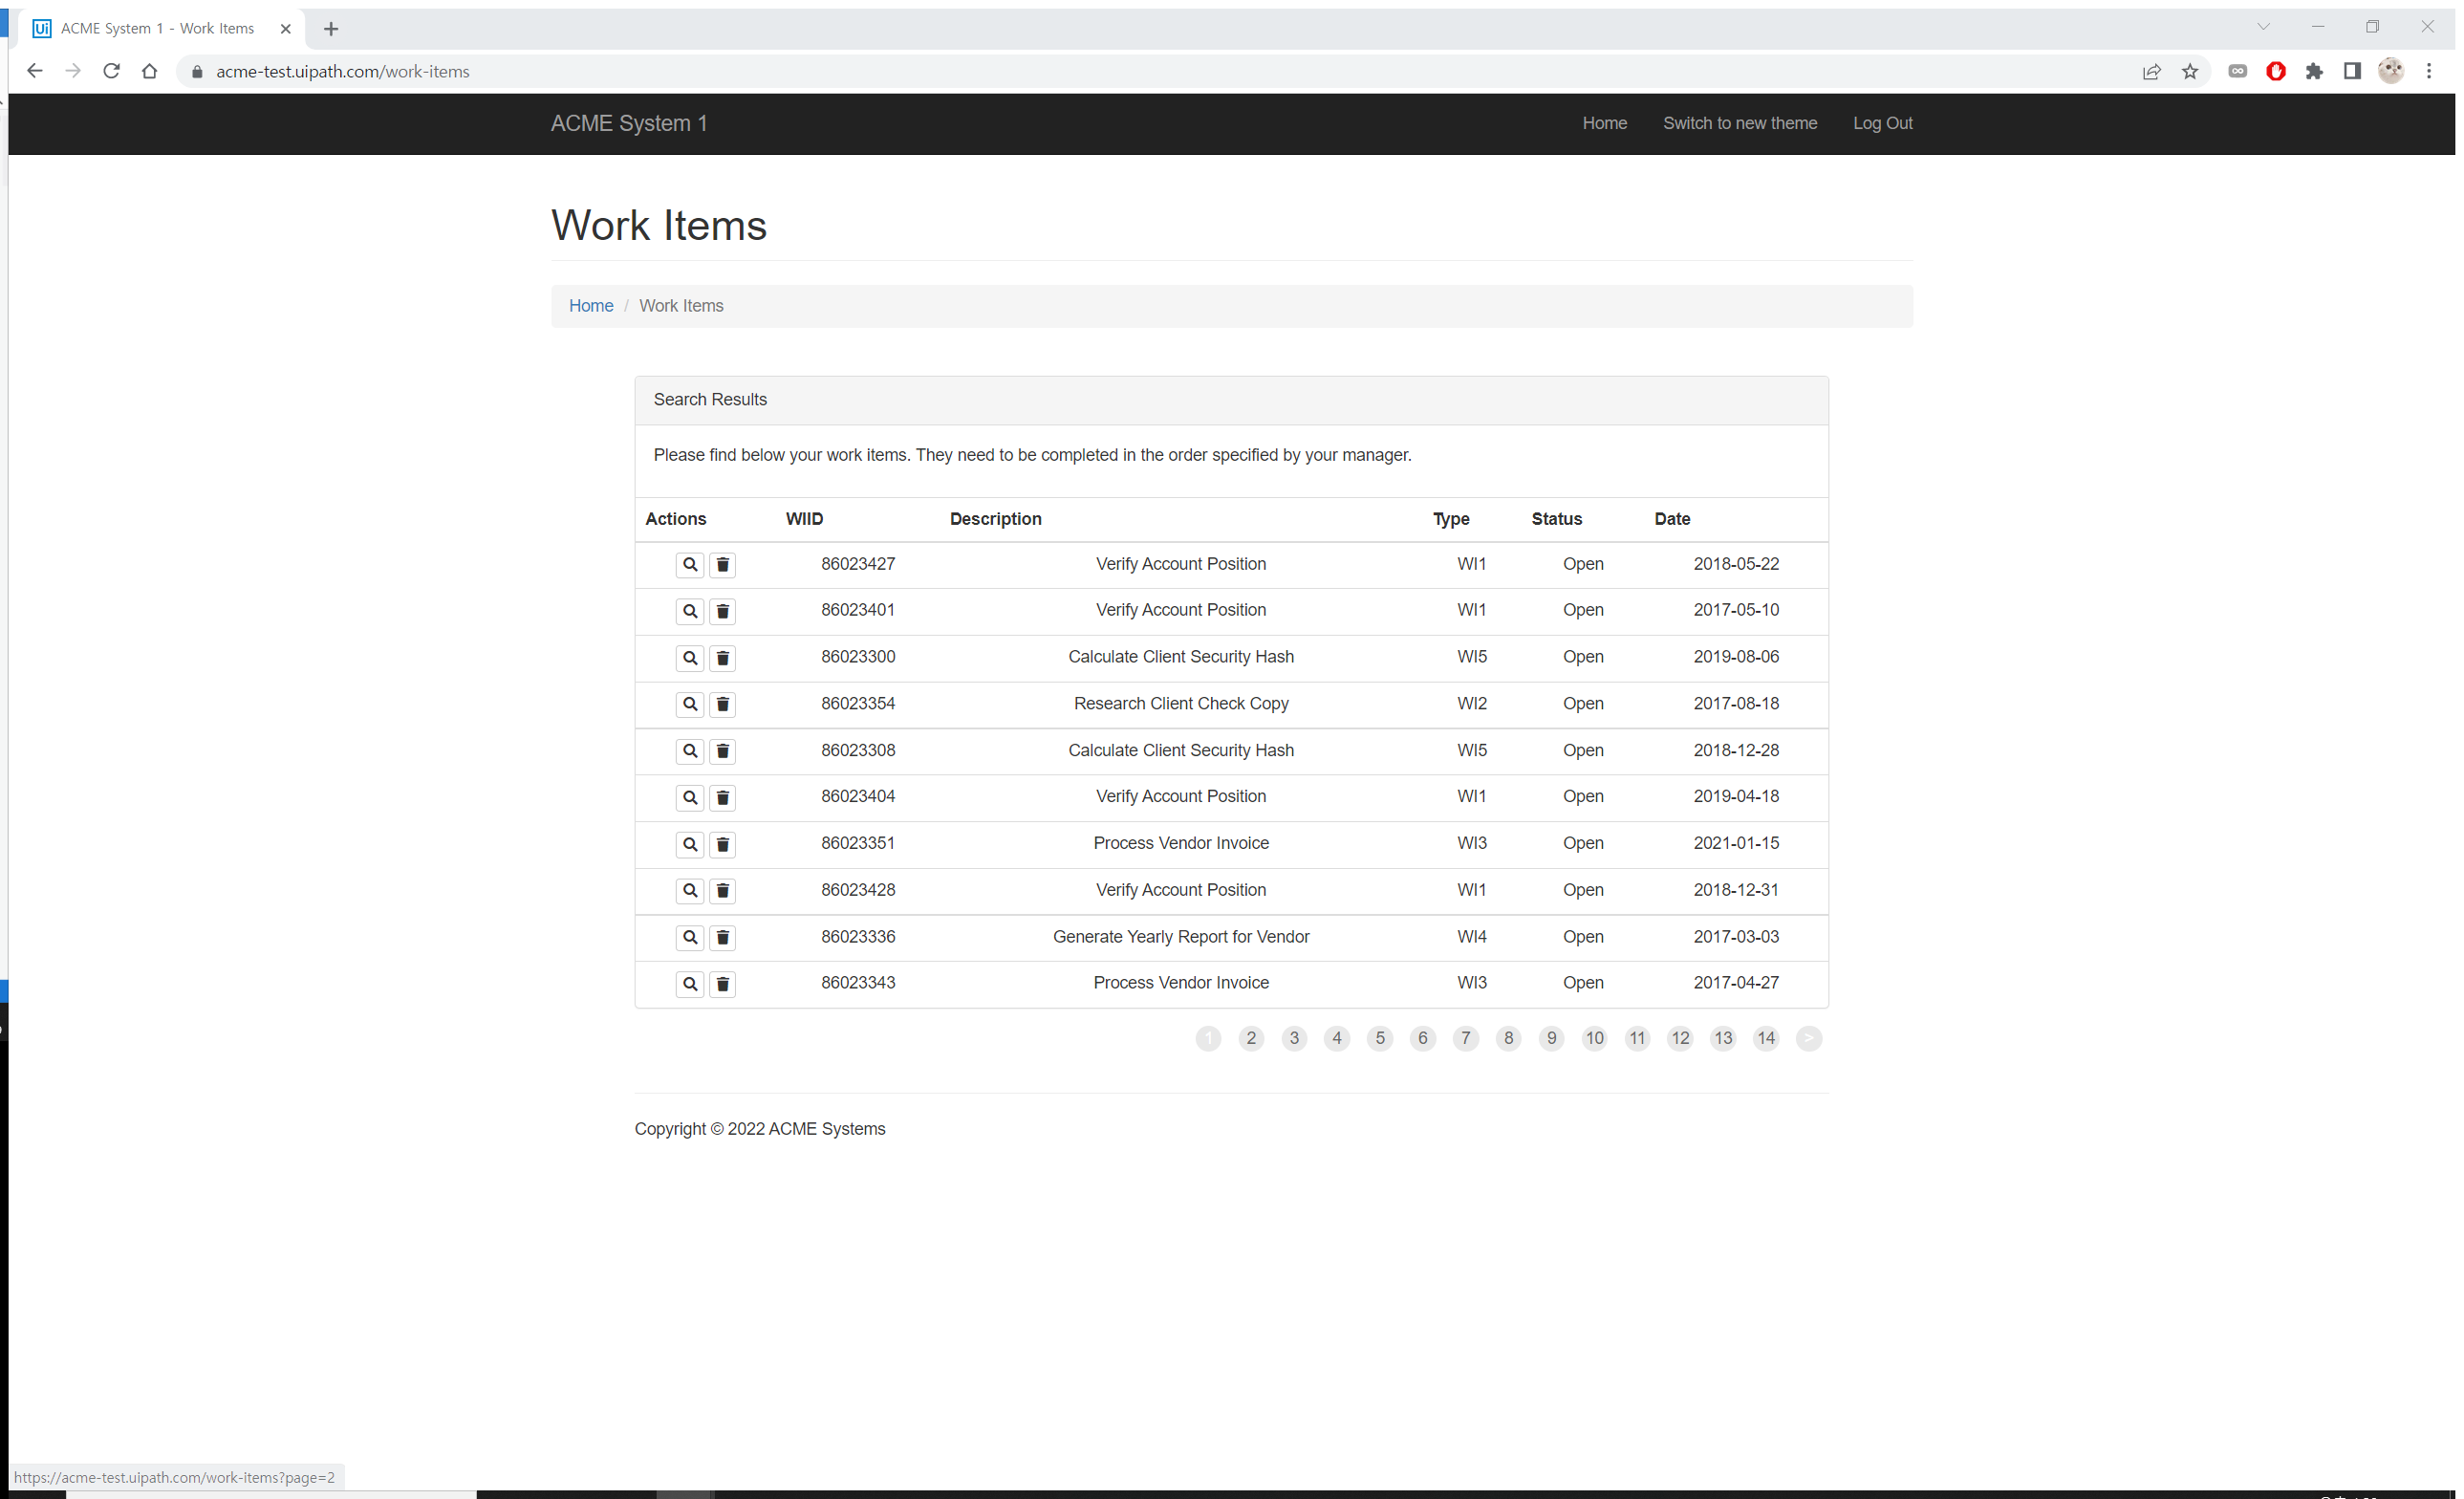 Ui ACME System 1 - Work Items
acme-test.uipath.com/work-items
ACME System 1 Home Switch to new theme Log Out
Work Items
Home / Work Items
Search Results
Please find below your work items. They need to be completed in the order specified by your manager.
Actions WIID Description Type Status Date
86023427 Verify Account Position WI1 Open 2018-05-22
86023401 Verify Account Position WI1 Open 2017-05-10
86023300 Calculate Client Security Hash WI5 Open 2019-08-06
86023354 Research Client Check Copy WI2 Open 2017-08-18
86023308 Calculate Client Security Hash WI5 Open 2018-12-28
86023404 Verify Account Position WI1 Open 2019-04-18
86023351 Process Vendor Invoice WI3 Open 2021-01-15
86023428 Verify Account Position WI1 Open 2018-12-31
86023336 Generate Yearly Report for Vendor WI4 Open 2017-03-03
86023343 Process Vendor Invoice WI3 Open 2017-04-27
1 2 3 4 5 6 7 8 9 10 11 12 13 14 >
Copyright © 2022 ACME Systems
https://acme-test.uipath.com/work-items?page=2